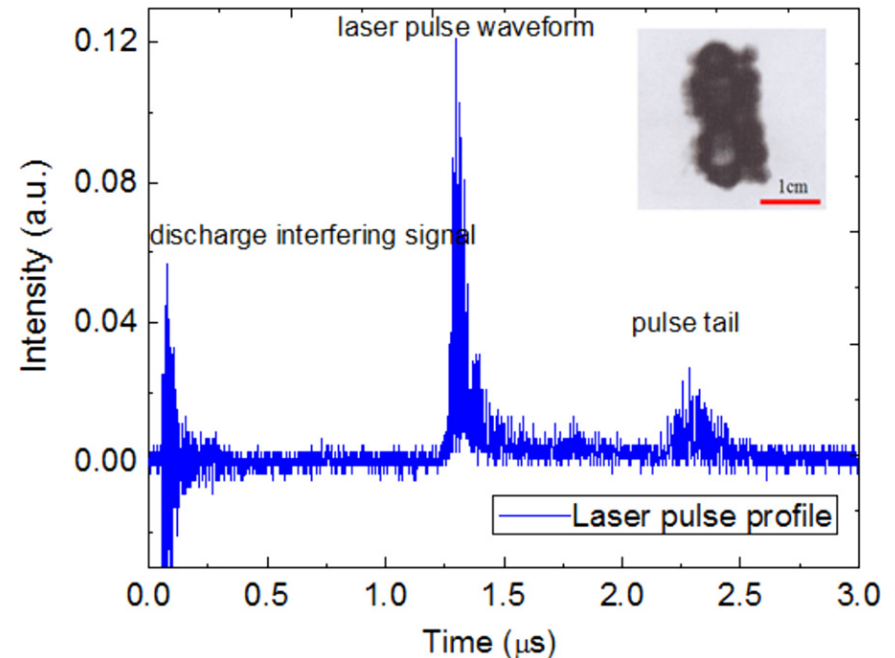 laser pulse waveform
0.12
0.08
0.04
0.00
Intensity (a.u.)
discharge interfering signal
pulse tail
1cm
Laser pulse profile
0.0 0.5 1.0 1.5 2.0 2.5 3.0
Time (μs)